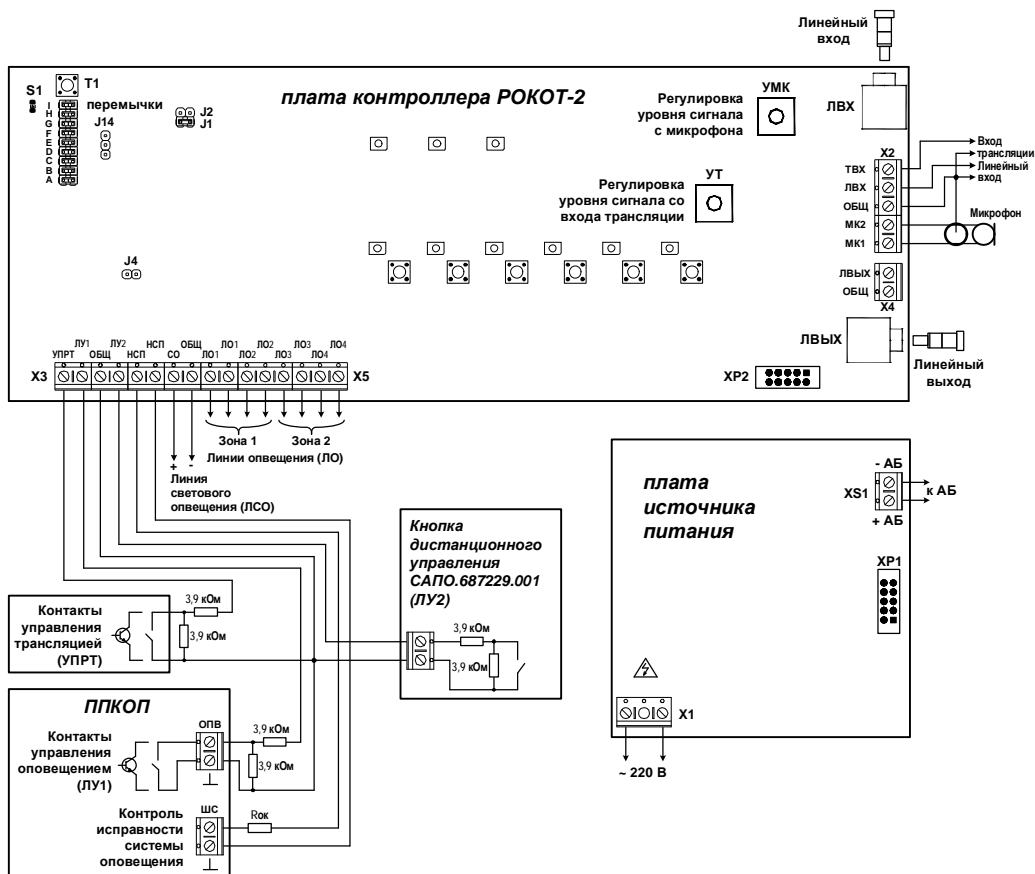 Линейный
вход
S1
T1
I
H
G
F
E
D
C
B
A
перемычки
J14
J2
J1
J4
плата контроллера РОКОТ-2
Регулировка
уровня сигнала
с микрофона
УМК
Регулировка
уровня сигнала со
входа трансляции
УТ
ЛВХ
X2
ТВХ
ЛВХ
ОБЩ
МК2
МК1
Вход
трансляции
Линейный
вход
Микрофон
ЛВЫХ
ОБЩ
X4
ЛВЫХ
Линейный
выход
XP2
ЛУ1 ЛУ2 НСП ОБЩ ЛО1 ЛО2 ЛО3 ЛО4
УПРТ ОБЩ НСП СО ЛО1 ЛО2 ЛО3 ЛО4
X3
X5
Зона 1 Зона 2
Линии опвещения (ЛО)
+ -
Линия
светового
опвещения (ЛСО)
плата
источника
питания
- АБ
XS1
к АБ
+ АБ
XP1
X1
~ 220 В
Кнопка
дистанционного
управления
САПО.687229.001
(ЛУ2)
3,9 кОм
3,9 кОм
Контакты
управления
трансляцией
(УПРТ)
3,9 кОм
3,9 кОм
ППКОП
Контакты
управления
оповещением
(ЛУ1)
ОПВ
3,9 кОм
3,9 кОм
Контроль
исправности
системы
оповещения
ШС
Rок